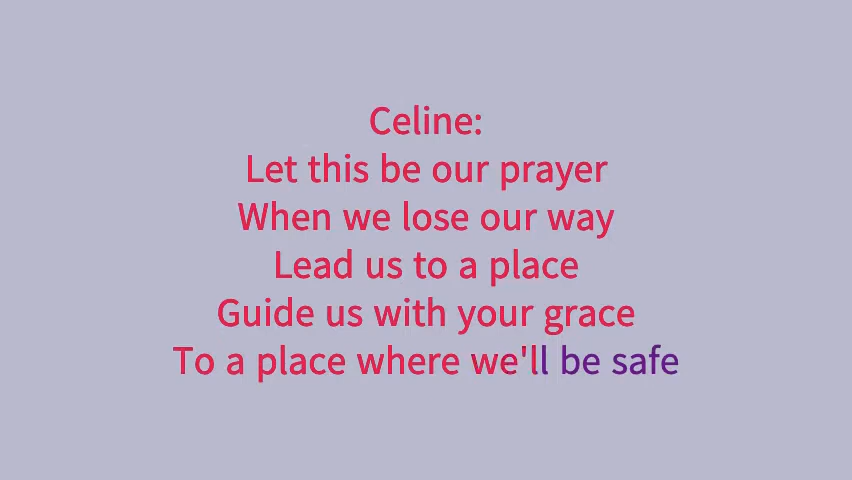 Celine:
Let this be our prayer
When we lose our way
Lead us to a place
Guide us with your grace
To a place where we'll be safe